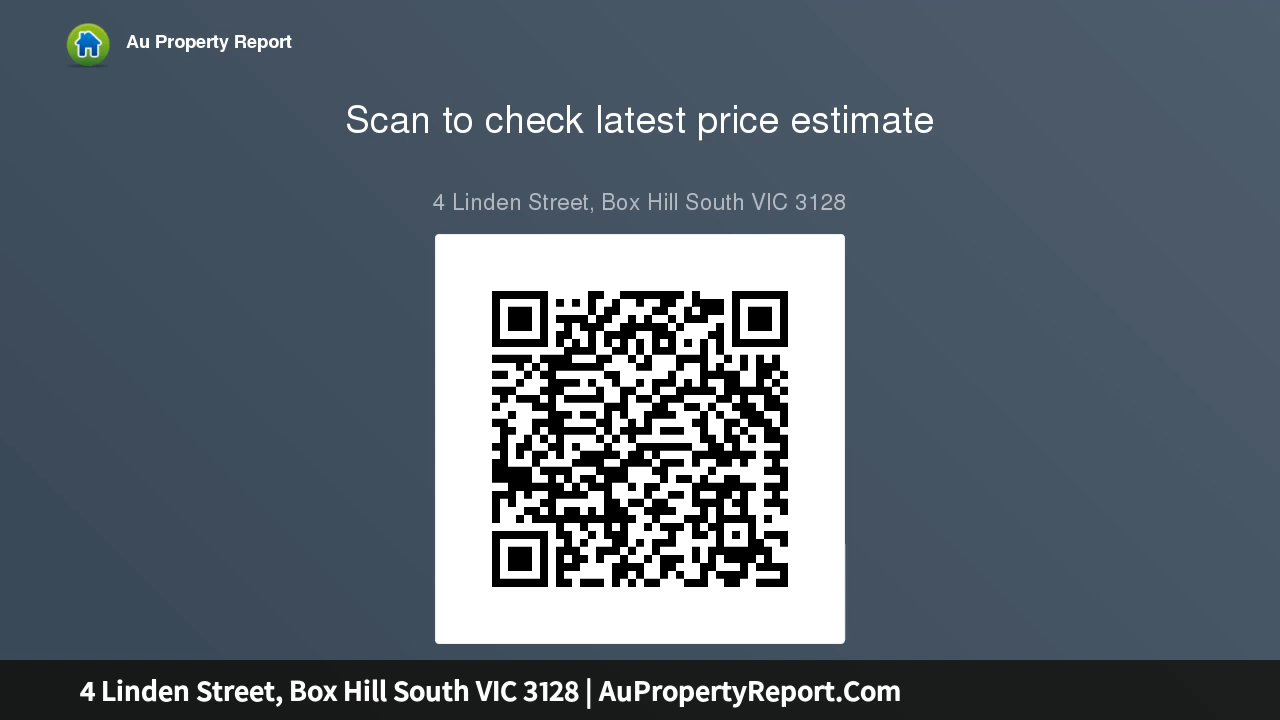 Au Property Report
Scan to check latest price estimate
4 Linden Street, Box Hill South VIC 3128
4 Linden Street, Box Hill South VIC 3128 | AuPropertyReport.Com